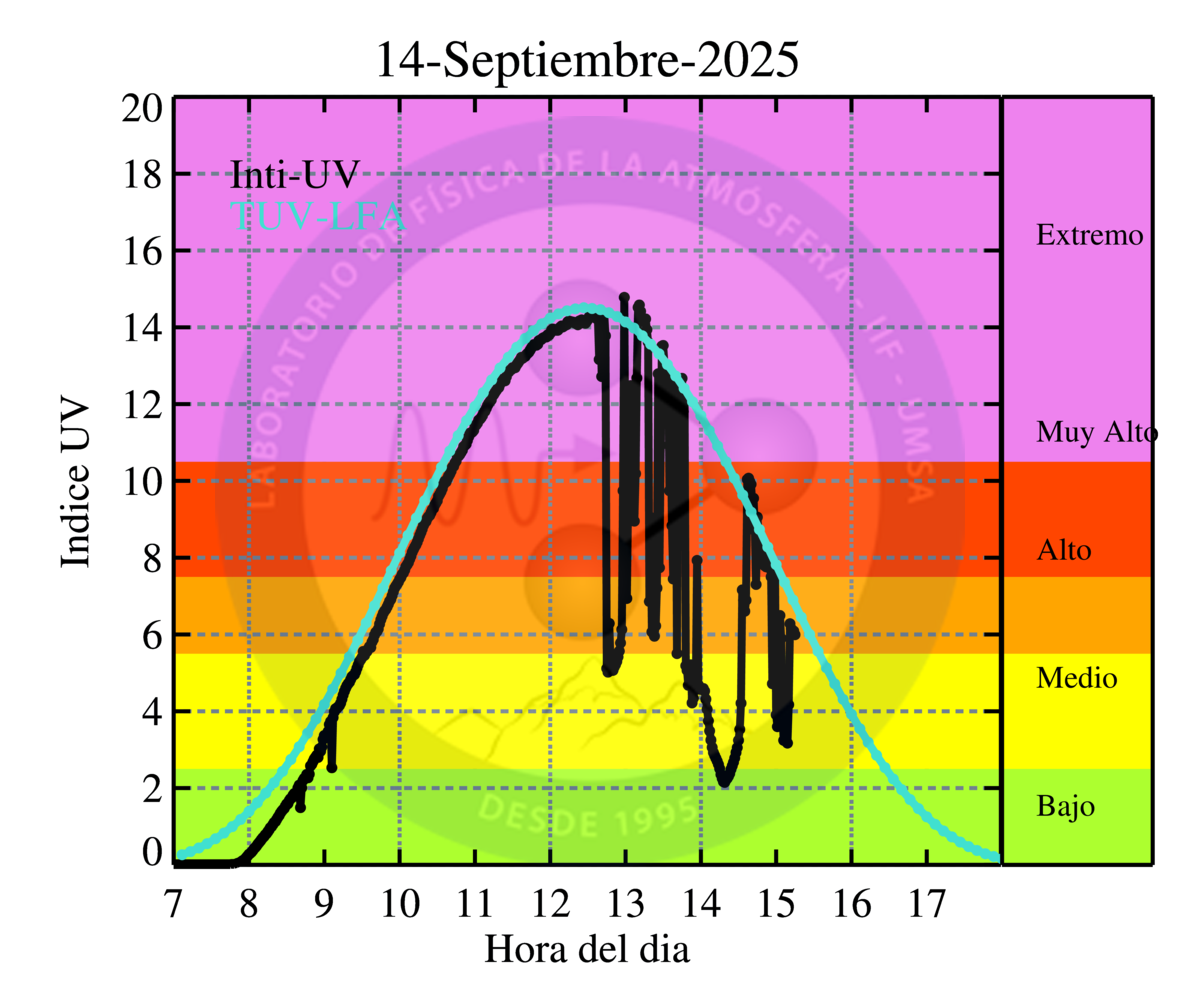 14-Septiembre-2025
20
18
16
14
12
10
8
6
4
2
0
Indice UV
Inti-UV
TUV-LFA
LABORATORIO DE FÍSICA DE LA ATMÓSFERA - IIF - UMSA
DESDE 1995
Extremo
Muy Alto
Alto
Medio
Bajo
7 8 9 10 11 12 13 14 15 16 17
Hora del dia